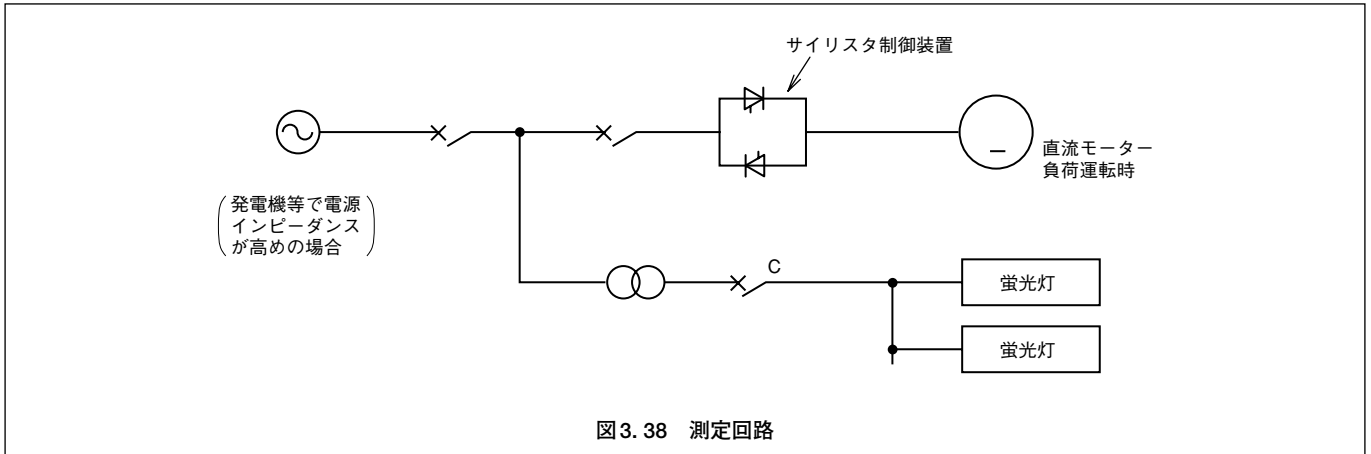 サイリスタ制御装置
直流モーター
負荷運転時
発電機等で電源
インピーダンス
が高めの場合
C
蛍光灯
蛍光灯
図3.38 測定回路